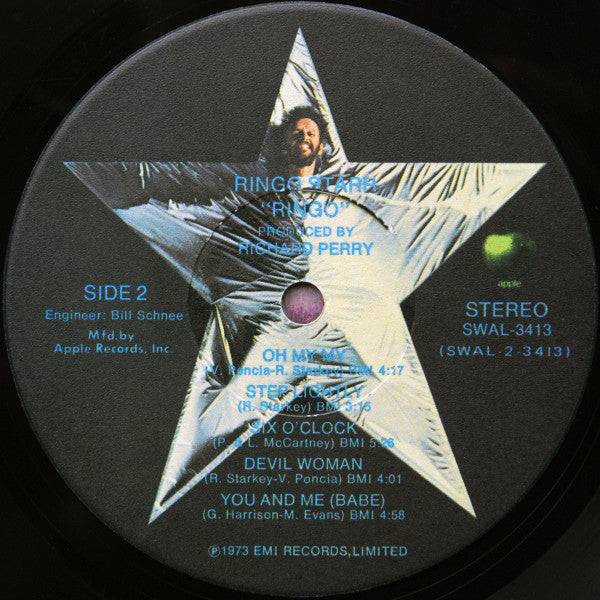 RINGO STARR
"RINGO"
PRODUCED BY
RICHARD PERRY
SIDE 2
Engineer: Bill Schnee
Mfd.by
Apple Records, Inc.
apple
STEREO
SWAL-3413
(SWAL-2-3413)
OH MY MY
(V. Poncia-R. Starkey) BMI 4:17
STEP LIGHTLY
(R. Starkey) BMI 3:15
SIX O'CLOCK
(P. & L. McCartney) BMI 5:26
DEVIL WOMAN
(R. Starkey-V. Poncia) BMI 4:01
YOU AND ME (BABE)
(G. Harrison-M. Evans) BMI 4:58
℗1973 EMI RECORDS,LIMITED